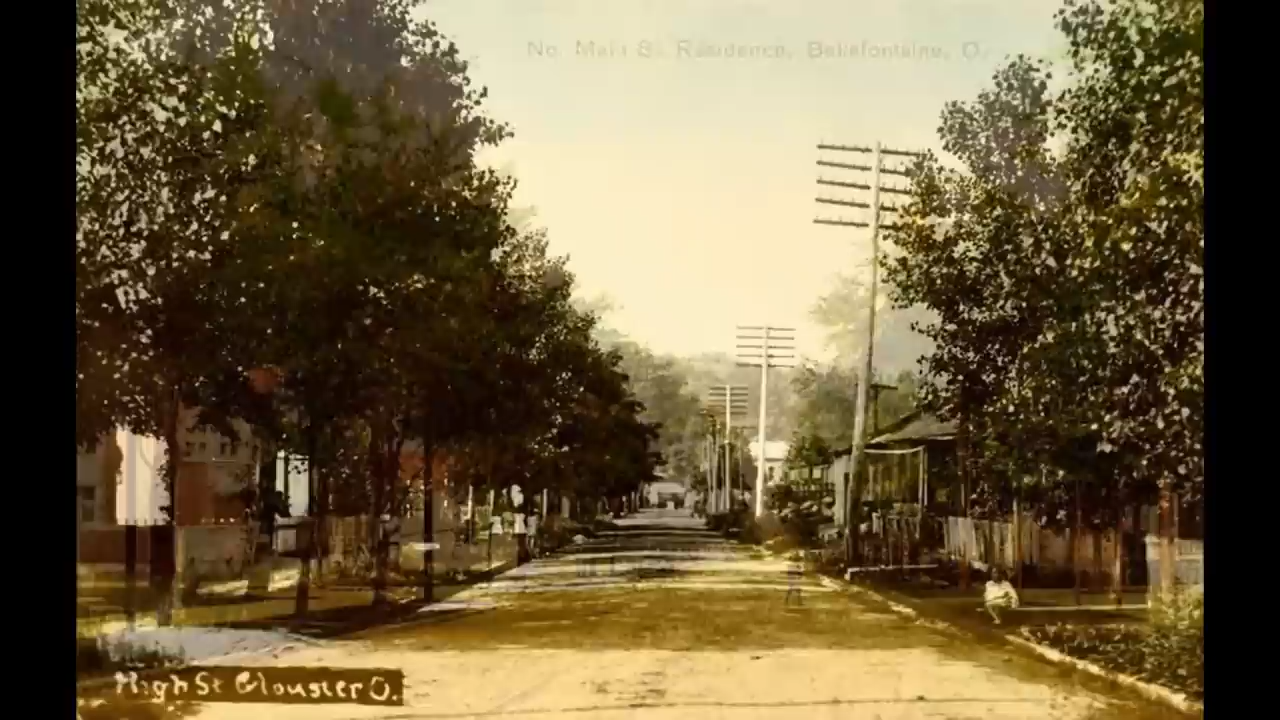 No. Main St. Residence, Bellefontaine, O.
High St Glouster O.